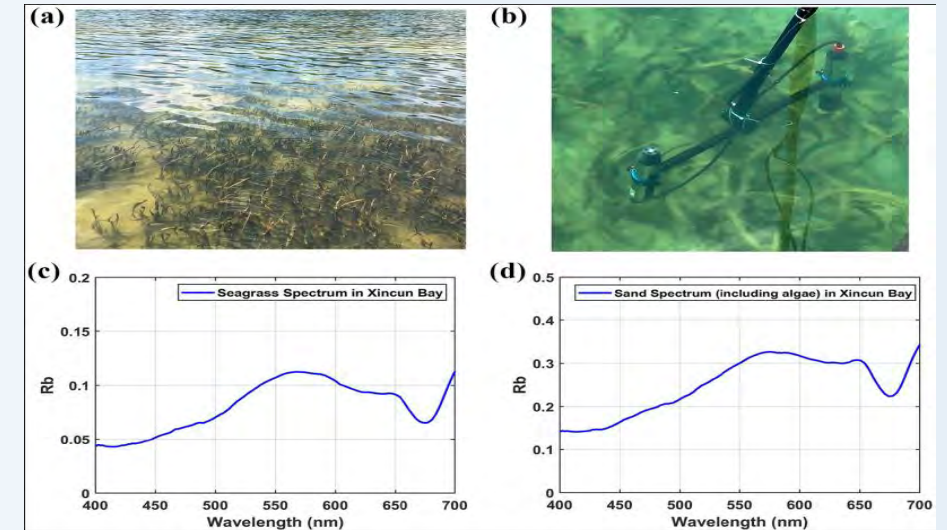 (a)
(b)
(c)
0.2
0.15
0.1
0.05
0
Rb
Seagrass Spectrum in Xincun Bay
400 450 500 550 600 650 700
Wavelength (nm)
(d)
0.5
0.4
0.3
0.2
0.1
0
Rb
Sand Spectrum (including algae) in Xincun Bay
400 450 500 550 600 650 700
Wavelength (nm)